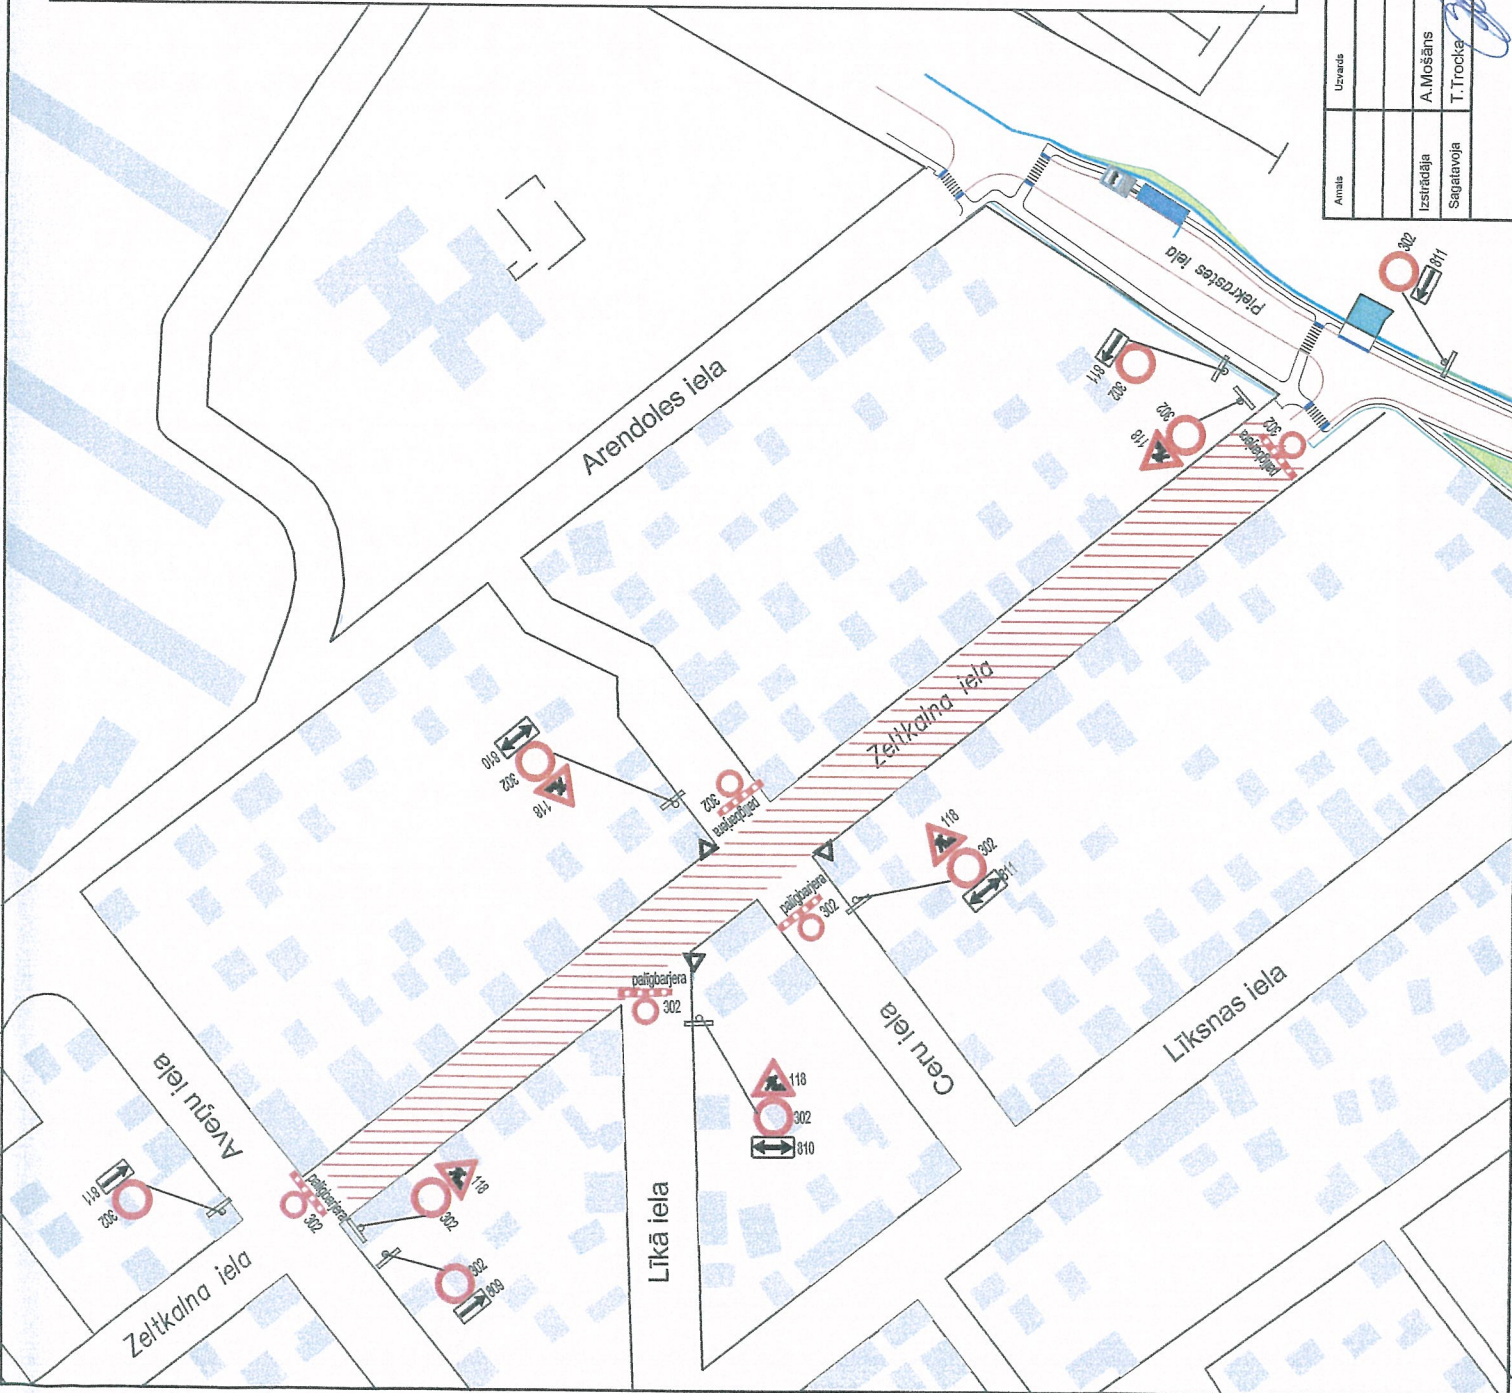 Amats
Uzvārds
Izstrādāja
A.Mošāns
Sagatavoja
T.Trocka
302
811
Piekrastes iela
811
302
302
118
302
palīgbarjera
Arendoles iela
Zeltkalna iela
810
302
118
302
palīgbarjera
118
302
811
palīgbarjera
302
palīgbarjera
302
118
302
810
Ceru iela
Līksnas iela
Līkā iela
Aveņu iela
811
302
palīgbarjera
302
118
302
302
809
Zeltkalna iela